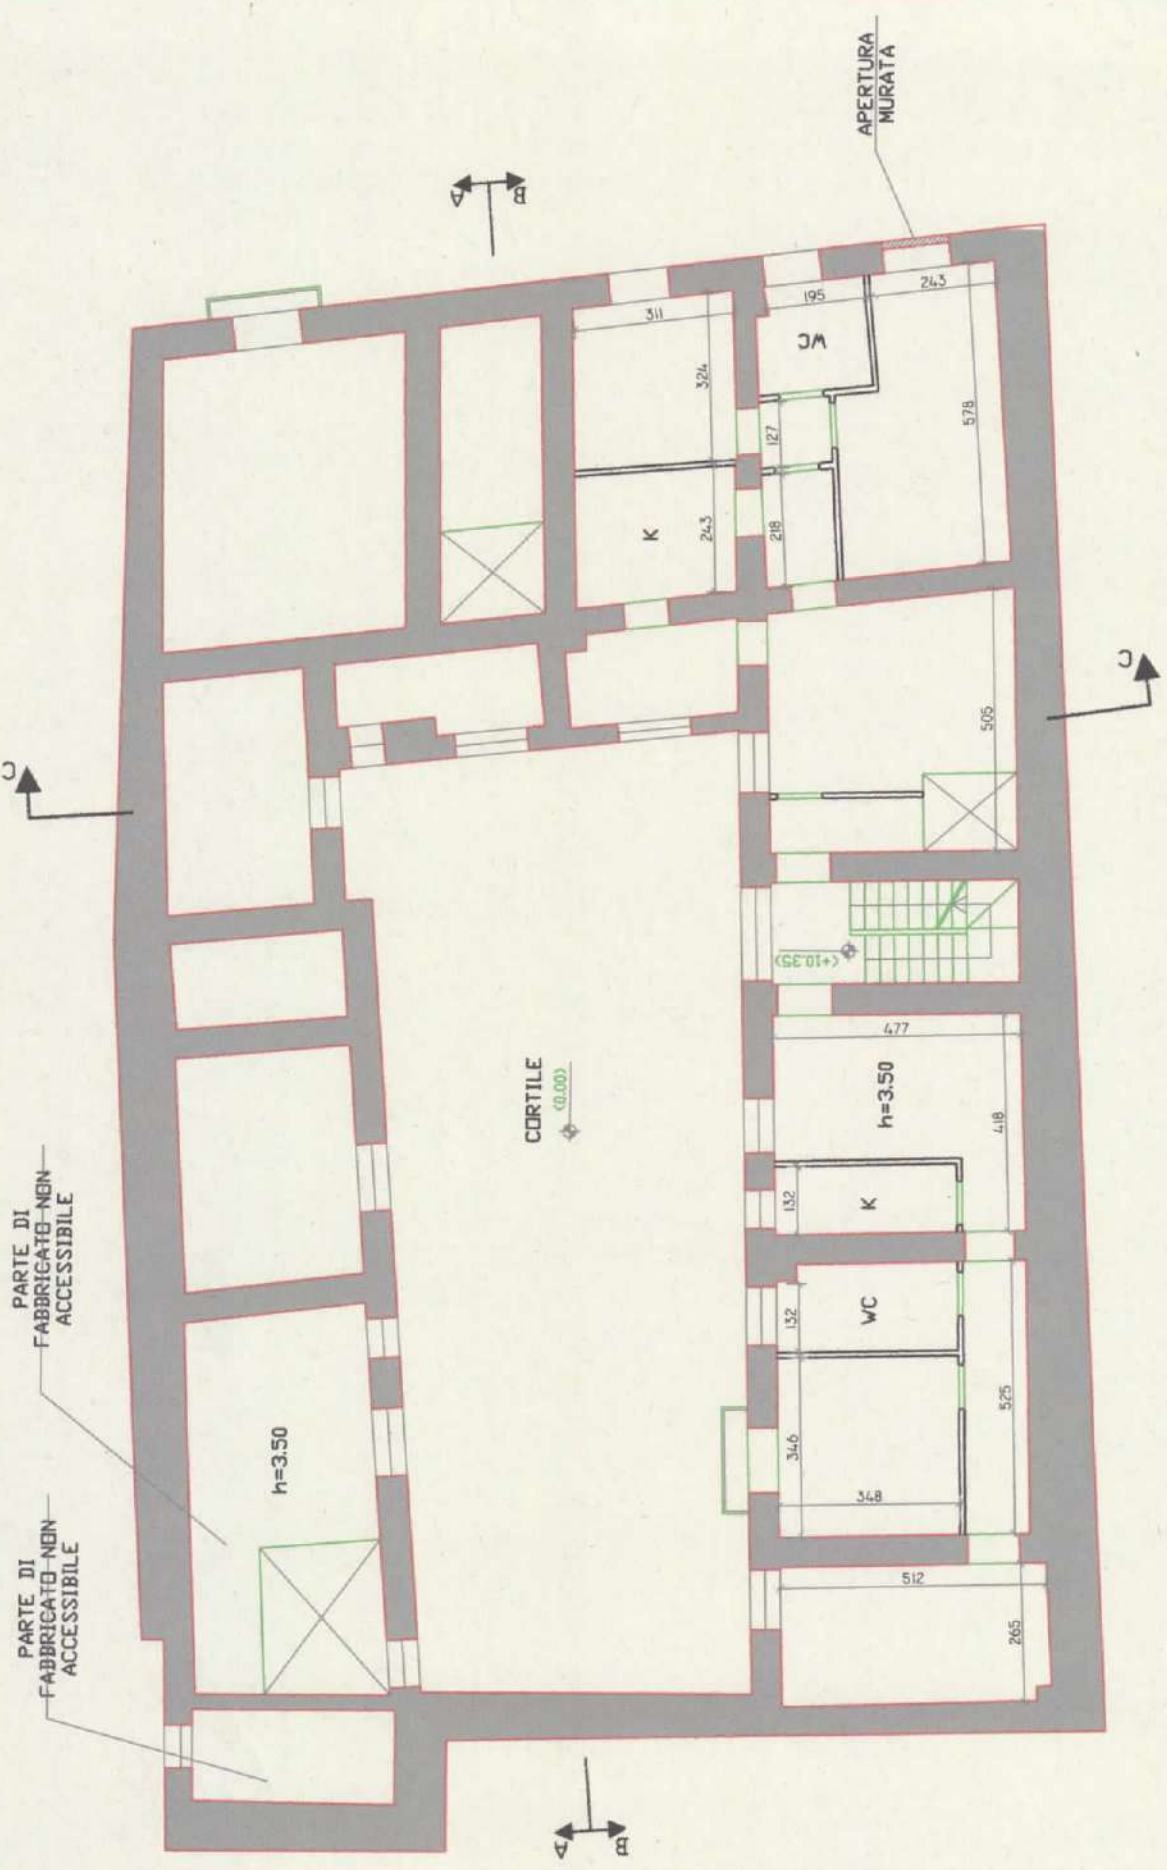 APERTURA
MURATA
A
B
311
324
K
243
195
WC
243
127
218
578
C
505
C
(+10.35)
CORTILE
(0.00)
477
h=3.50
418
132
K
132
WC
346
348
525
512
265
PARTE DI
FABBRICATO NON
ACCESSIBILE
h=3.50
PARTE DI
FABBRICATO NON
ACCESSIBILE
A
B